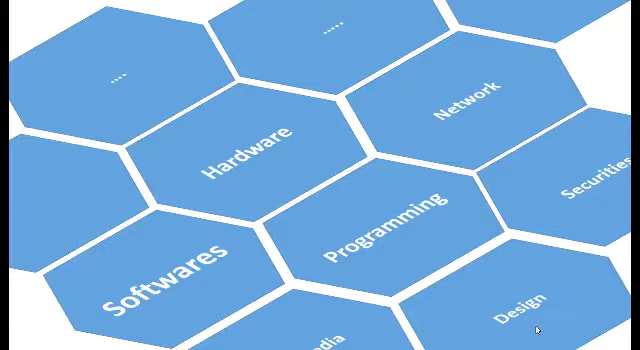 .....
....
Network
Hardware
Securities
Programming
Softwares
Design